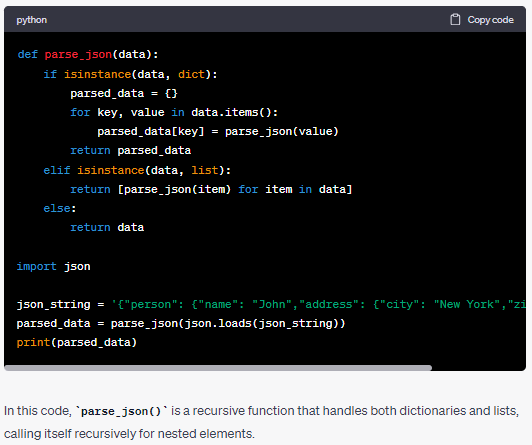 python Copy code
def parse_json(data):
    if isinstance(data, dict):
        parsed_data = {}
        for key, value in data.items():
            parsed_data[key] = parse_json(value)
        return parsed_data
    elif isinstance(data, list):
        return [parse_json(item) for item in data]
    else:
        return data
import json
json_string = '{"person": {"name": "John","address": {"city": "New York","zi
parsed_data = parse_json(json.loads(json_string))
print(parsed_data)
In this code, `parse_json()` is a recursive function that handles both dictionaries and lists,
calling itself recursively for nested elements.